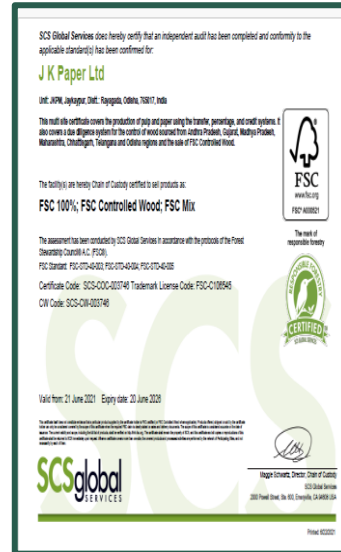 SCS Global Services does hereby certify that an independent audit has been completed and conformity to the
applicable standard(s) has been confirmed for:
J K Paper Ltd
Unit: JKPM, Jaykaypur, Distt.: Rayagada, Odisha, 765017, India
This multi site certificate covers the production of pulp and paper using the transfer, percentage, and credit systems. It
also covers a due diligence system for the control of wood sourced from Andhra Pradesh, Gujarat, Madhya Pradesh,
Maharashtra, Chhattisgarh, Telangana and Odisha regions and the sale of FSC Controlled Wood.
The facility(s) are hereby Chain of Custody certified to sell products as:
FSC 100%; FSC Controlled Wood; FSC Mix
The assessment has been conducted by SCS Global Services in accordance with the protocols of the Forest
Stewardship Council® A.C. (FSC®).
FSC Standard: FSC-STD-40-003; FSC-STD-40-004; FSC-STD-40-005
Certificate Code: SCS-COC-003746 Trademark License Code: FSC-C106645
CW Code: SCS-CW-003746
Valid from: 21 June 2021 Expiry date: 20 June 2026
FSC
www.fsc.org
FSC® A000521
The mark of
responsible forestry
RESPONSIBLE FORESTRY
CERTIFIED
SCS GLOBAL SERVICES
SCSglobal
SERVICES
Maggie Schwartz, Director, Chain of Custody
SCS Global Services
2000 Powell Street, Ste. 600, Emeryville, CA 94608 USA